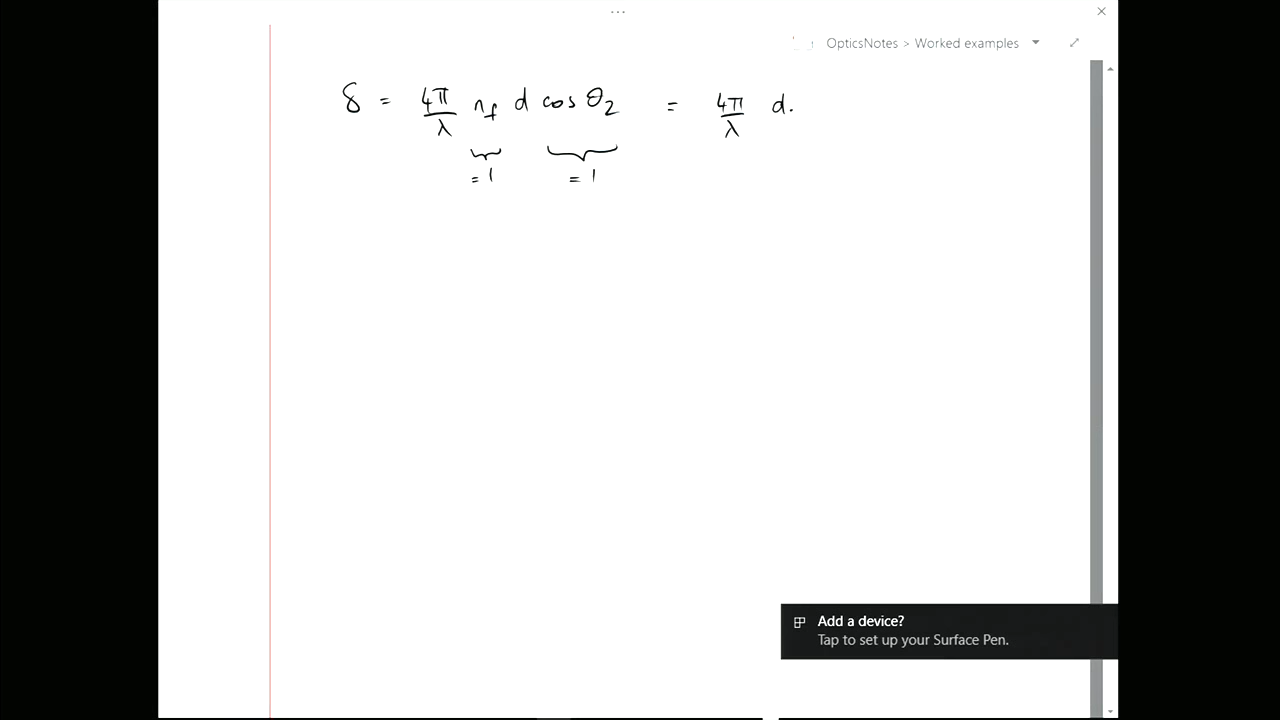 OpticsNotes > Worked examples
δ = 4π/λ n_f d cos θ₂ = 4π/λ d.
= 1 = 1
Add a device?
Tap to set up your Surface Pen.